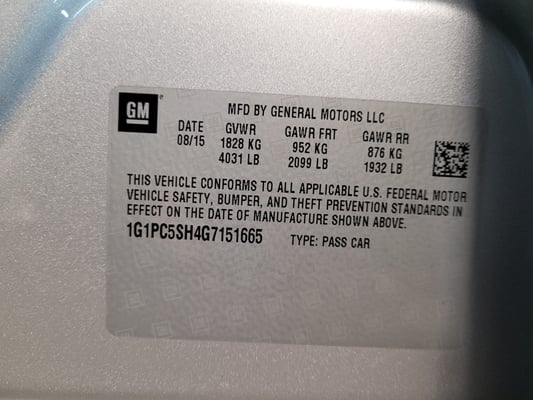 GM
MFD BY GENERAL MOTORS LLC
DATE GVWR GAWR FRT GAWR RR
08/15 1828 KG 952 KG 876 KG
4031 LB 2099 LB 1932 LB
THIS VEHICLE CONFORMS TO ALL APPLICABLE U.S. FEDERAL MOTOR
VEHICLE SAFETY, BUMPER, AND THEFT PREVENTION STANDARDS IN
EFFECT ON THE DATE OF MANUFACTURE SHOWN ABOVE.
1G1PC5SH4G7151665 TYPE: PASS CAR